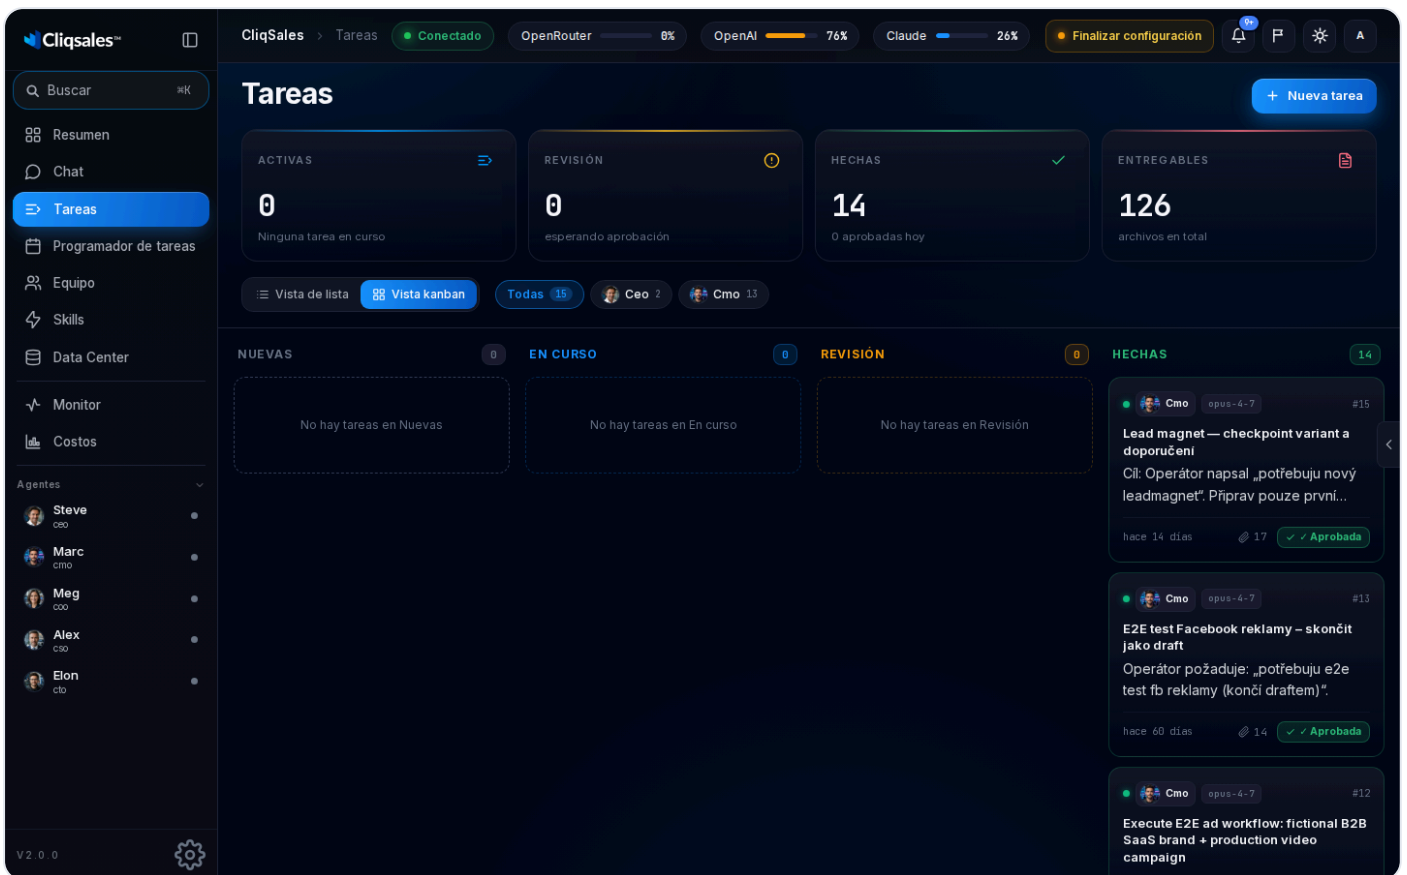 Cliqsales™
Buscar ⌘K
Resumen
Chat
Tareas
Programador de tareas
Equipo
Skills
Data Center
Monitor
Costos
Agentes
Steve
ceo
Marc
cmo
Meg
coo
Alex
cso
Elon
cto
V2.0.0
CliqSales > Tareas
Conectado
OpenRouter 0%
OpenAI 76%
Claude 26%
Finalizar configuración
9+
A
Tareas
+ Nueva tarea
ACTIVAS
0
Ninguna tarea en curso
REVISIÓN
0
esperando aprobación
HECHAS
14
0 aprobadas hoy
ENTREGABLES
126
archivos en total
Vista de lista
Vista kanban
Todas 15
Ceo 2
Cmo 13
NUEVAS 0
No hay tareas en Nuevas
EN CURSO 0
No hay tareas en En curso
REVISIÓN 0
No hay tareas en Revisión
HECHAS 14
Cmo opus-4-7 #15
Lead magnet — checkpoint variant a
doporučení
Cíl: Operátor napsal „potřebuju nový
leadmagnet“. Připrav pouze první…
hace 14 días 17 ✓ ✓ Aprobada
Cmo opus-4-7 #13
E2E test Facebook reklamy – skončit
jako draft
Operátor požaduje: „potřebuju e2e
test fb reklamy (končí draftem)“.
hace 60 días 14 ✓ ✓ Aprobada
Cmo opus-4-7 #12
Execute E2E ad workflow: fictional B2B
SaaS brand + production video
campaign